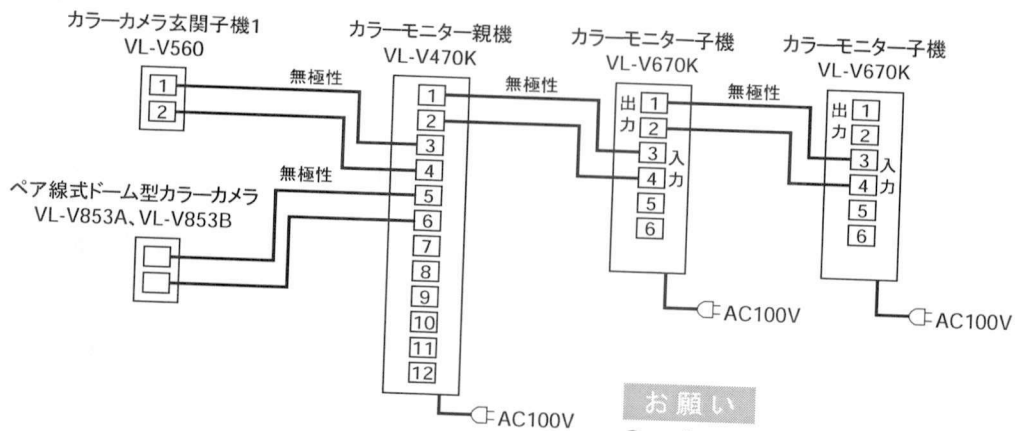 カラーカメラ玄関子機1
VL-V560
1
2
無極性
ペア線式ドーム型カラーカメラ
VL-V853A、VL-V853B
無極性
カラーモニター親機
VL-V470K
1
2
3
4
5
6
7
8
9
10
11
12
AC100V
無極性
カラーモニター子機
VL-V670K
出力
1
2
3
4
入力
5
6
AC100V
無極性
カラーモニター子機
VL-V670K
出力
1
2
3
4
入力
5
6
AC100V
お願い